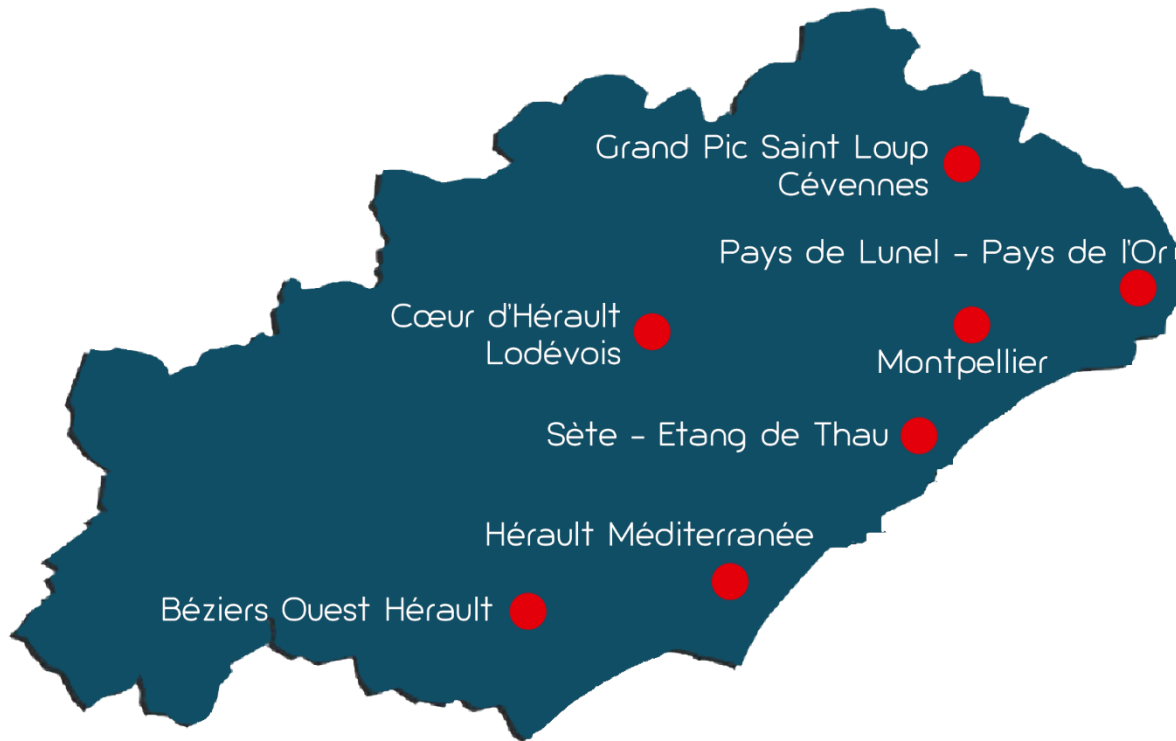 Grand Pic Saint Loup
Cévennes
Pays de Lunel - Pays de l'Or
Cœur d'Hérault
Lodévois
Montpellier
Sète - Etang de Thau
Hérault Méditerranée
Béziers Ouest Hérault